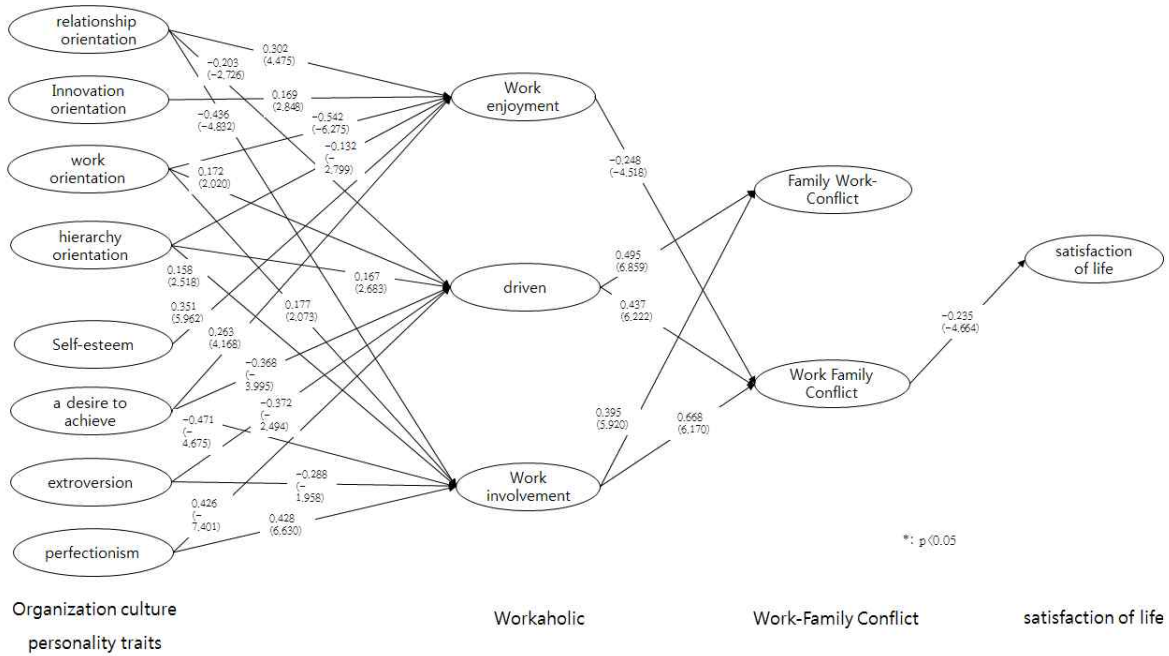 relationship
orientation
Innovation
orientation
work
orientation
hierarchy
orientation
Self-esteem
a desire to
achieve
extroversion
perfectionism
0.302
(4,475)
-0.203
(-2,726)
0.169
(2,848)
-0.436
(-4,832)
-0.542
(-6,275)
-0.132
(-
2,799)
0.172
(2,020)
0.158
(2,518)
0.167
(2,683)
0.177
(2,073)
0.351
(5,962)
0.263
(4,168)
-0.368
(-
3,995)
-0.372
(-
2,494)
-0.471
(-
4,675)
-0.288
(-
1,958)
0.426
(-
7,401)
0.428
(6,630)
Work
enjoyment
driven
Work
involvement
-0.248
(-4,518)
0.495
(6,859)
0.437
(6,222)
0.395
(5,920)
0.668
(6,170)
Family Work-
Conflict
Work Family
Conflict
-0.235
(-4,664)
satisfaction
of life
*: p<0.05
Organization culture
personality traits
Workaholic
Work-Family Conflict
satisfaction of life